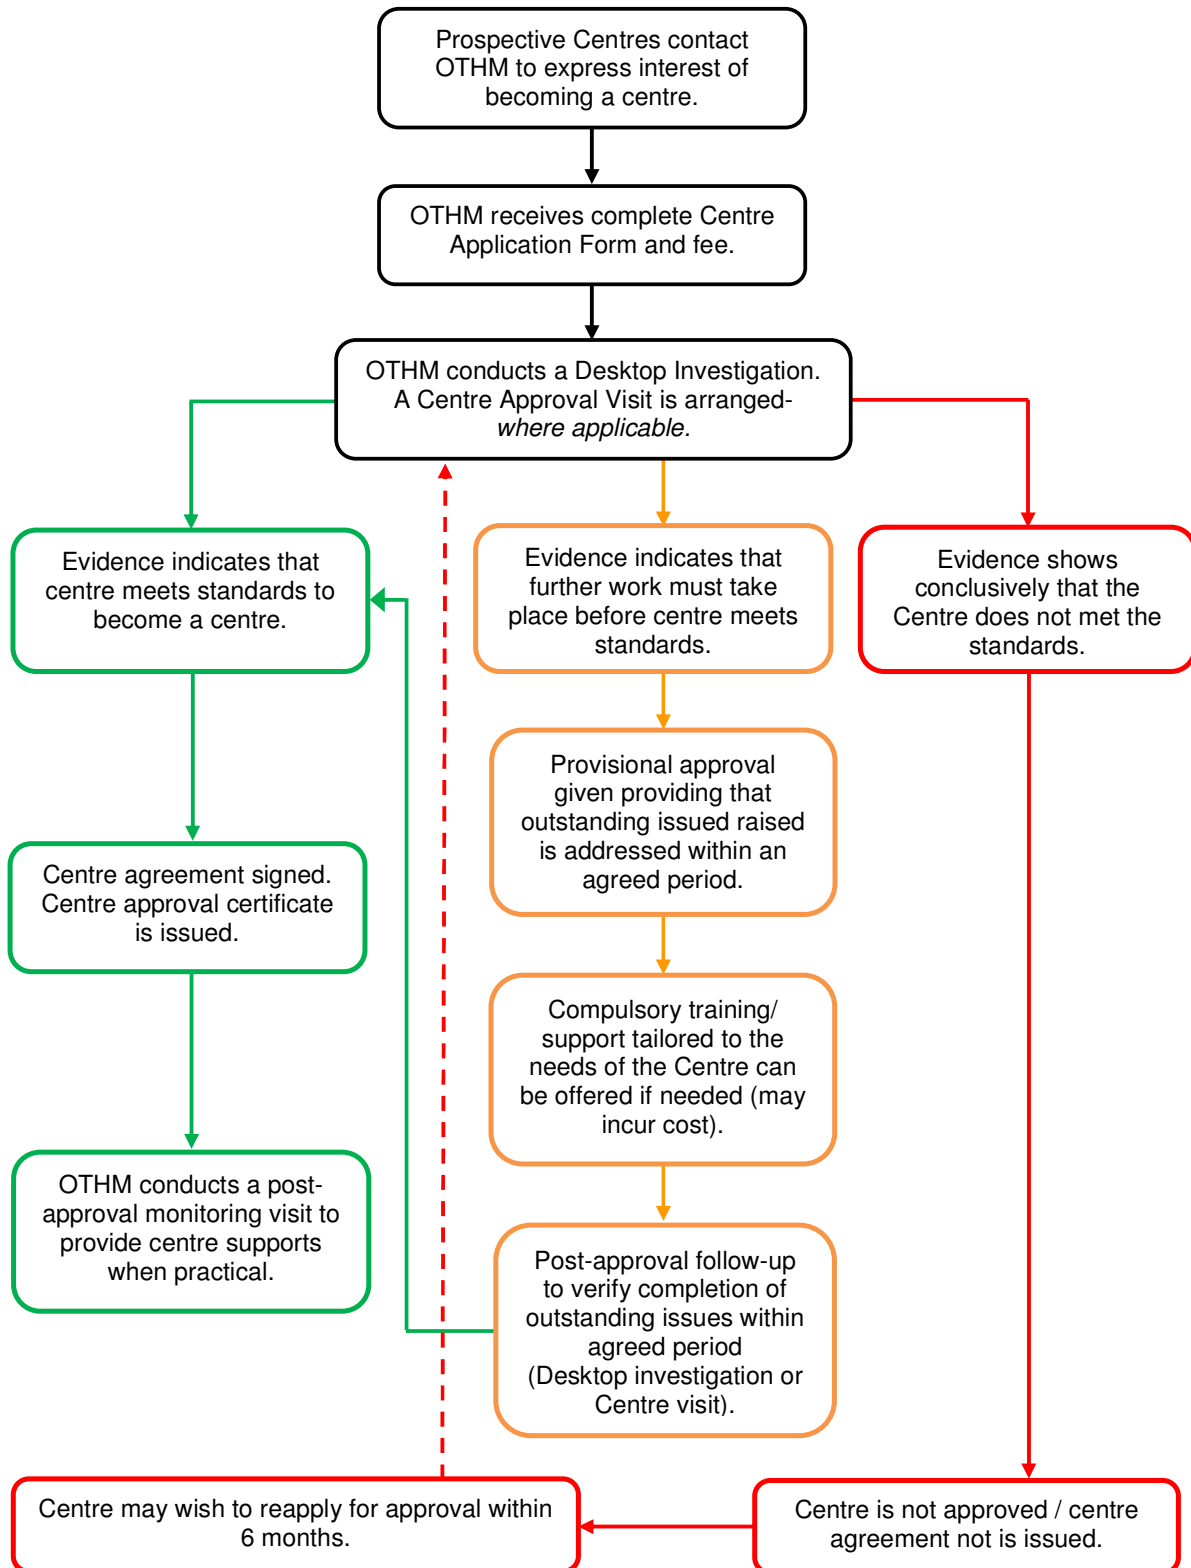 Prospective Centres contact
OTHM to express interest of
becoming a centre.
OTHM receives complete Centre
Application Form and fee.
OTHM conducts a Desktop Investigation.
A Centre Approval Visit is arranged-
where applicable.
Evidence indicates that
centre meets standards to
become a centre.
Evidence indicates that
further work must take
place before centre meets
standards.
Evidence shows
conclusively that the
Centre does not met the
standards.
Provisional approval
given providing that
outstanding issued raised
is addressed within an
agreed period.
Centre agreement signed.
Centre approval certificate
is issued.
Compulsory training/
support tailored to the
needs of the Centre can
be offered if needed (may
incur cost).
OTHM conducts a post-
approval monitoring visit to
provide centre supports
when practical.
Post-approval follow-up
to verify completion of
outstanding issues within
agreed period
(Desktop investigation or
Centre visit).
Centre may wish to reapply for approval within
6 months.
Centre is not approved / centre
agreement not is issued.